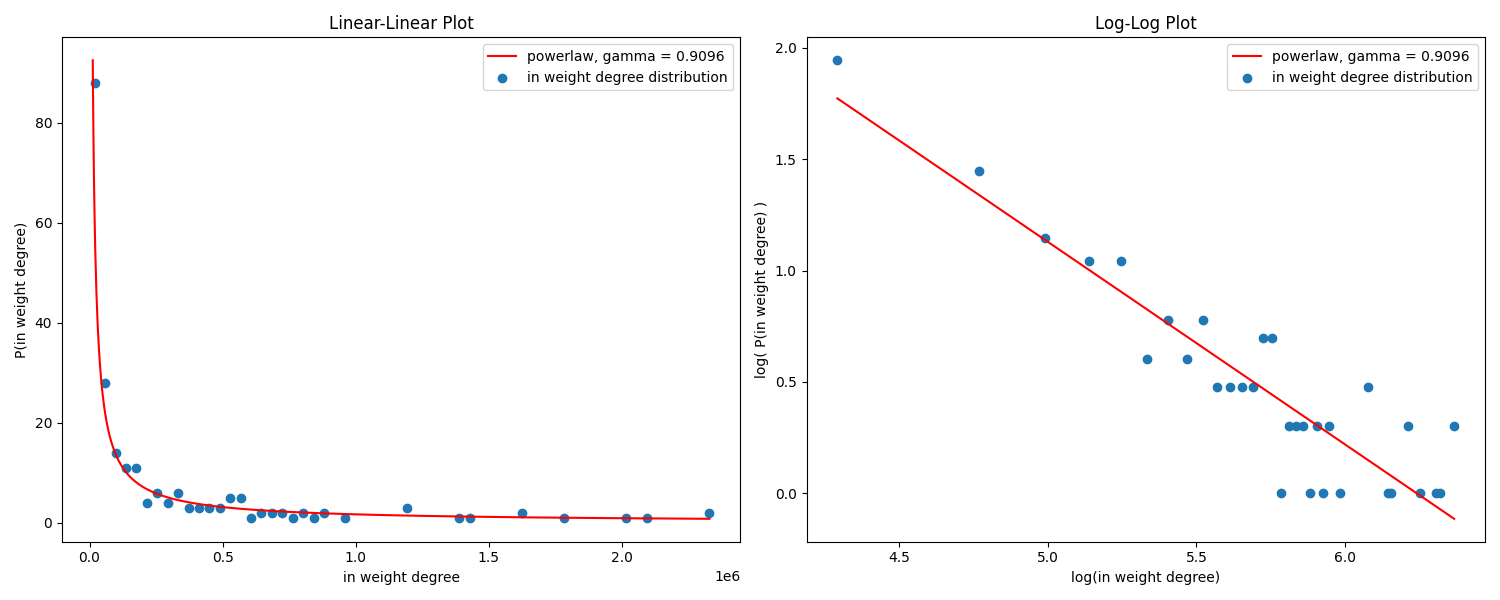 Linear-Linear Plot
powerlaw, gamma = 0.9096
in weight degree distribution
P(in weight degree)
80
60
40
20
0
0.0 0.5 1.0 1.5 2.0
1e6
in weight degree
Log-Log Plot
powerlaw, gamma = 0.9096
in weight degree distribution
log( P(in weight degree) )
2.0
1.5
1.0
0.5
0.0
4.5 5.0 5.5 6.0
log(in weight degree)